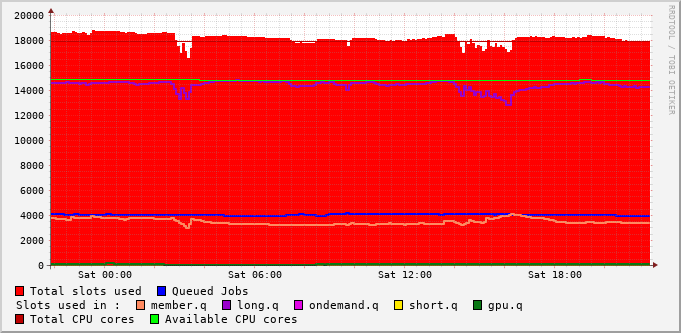 20000
18000
16000
14000
12000
10000
8000
6000
4000
2000
0
Sat 00:00 Sat 06:00 Sat 12:00 Sat 18:00
RRDTOOL / TOBI OETIKER
Total slots used Queued Jobs
Slots used in : member.q long.q ondemand.q short.q gpu.q
Total CPU cores Available CPU cores